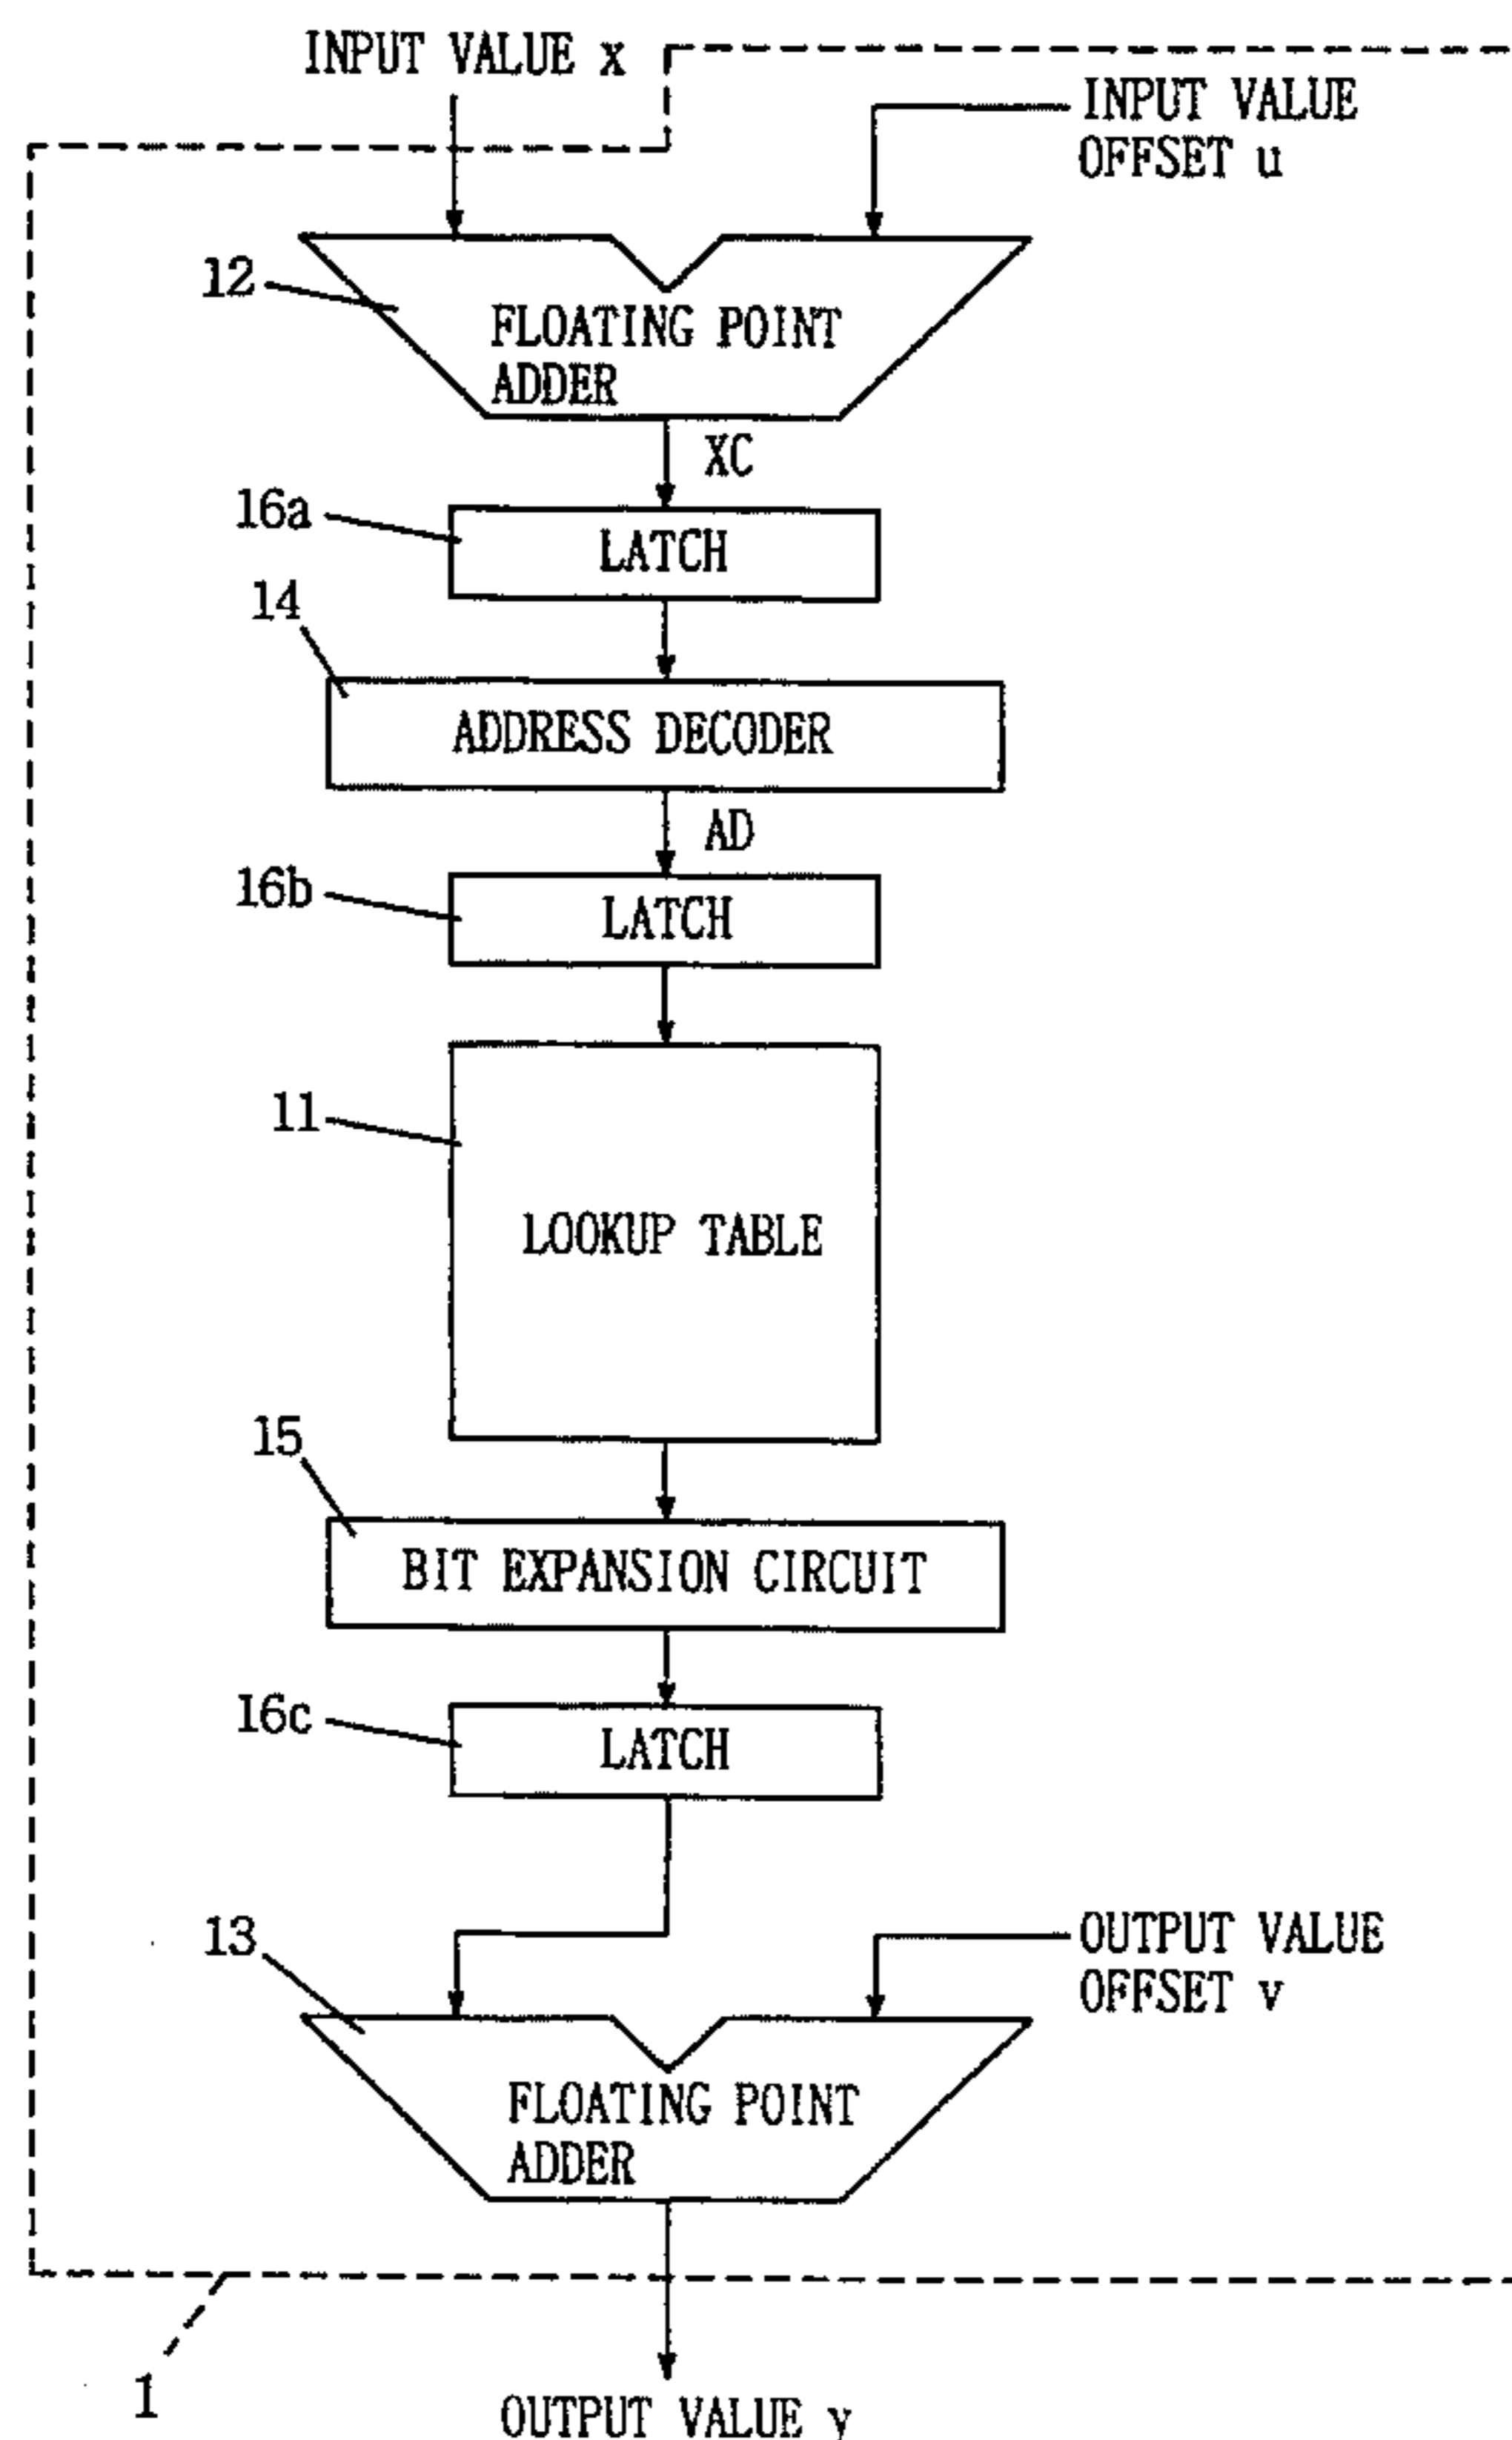 INPUT VALUE x
INPUT VALUE
OFFSET u
12
FLOATING POINT
ADDER
XC
16a
LATCH
14
ADDRESS DECODER
AD
16b
LATCH
11
LOOKUP TABLE
15
BIT EXPANSION CIRCUIT
16c
LATCH
13
OUTPUT VALUE
OFFSET v
FLOATING POINT
ADDER
1
OUTPUT VALUE y